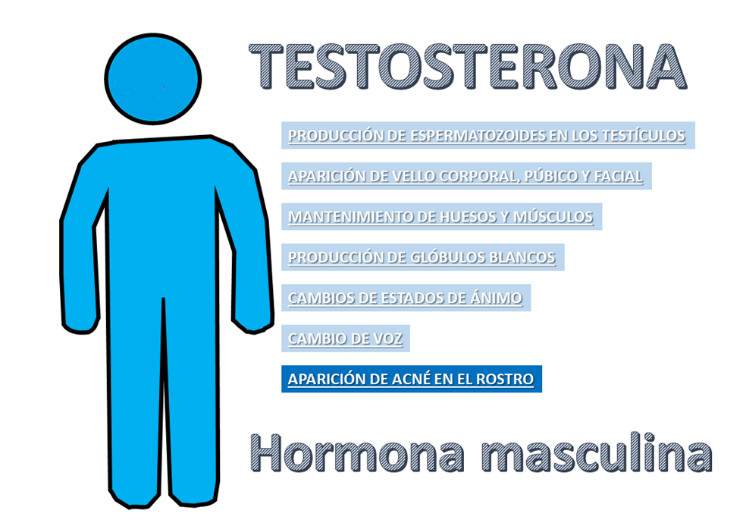 TESTOSTERONA
PRODUCCIÓN DE ESPERMATOZOIDES EN LOS TESTÍCULOS
APARICIÓN DE VELLO CORPORAL, PÚBICO Y FACIAL
MANTENIMIENTO DE HUESOS Y MÚSCULOS
PRODUCCIÓN DE GLÓBULOS BLANCOS
CAMBIOS DE ESTADOS DE ÁNIMO
CAMBIO DE VOZ
APARICIÓN DE ACNÉ EN EL ROSTRO
Hormona masculina